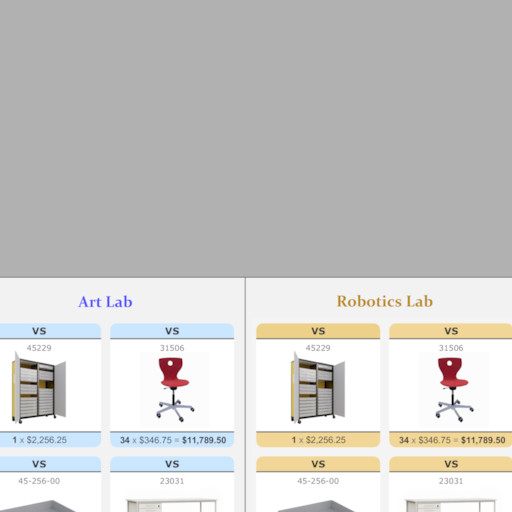 Art Lab
Robotics Lab
VS
VS
VS
VS
45229
31506
45229
31506
1 x $2,256.25
34 x $346.75 = $11,789.50
1 x $2,256.25
34 x $346.75 = $11,789.50
VS
VS
VS
VS
45-256-00
23031
45-256-00
23031